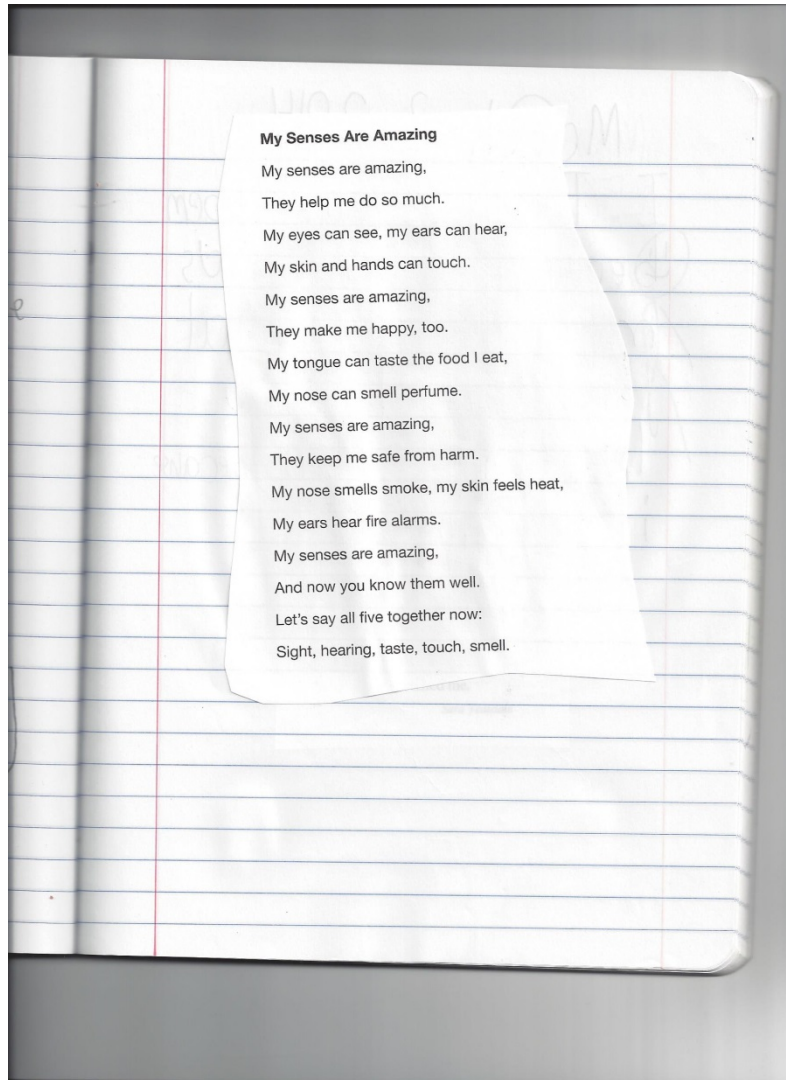 My Senses Are Amazing
My senses are amazing,
They help me do so much.
My eyes can see, my ears can hear,
My skin and hands can touch.
My senses are amazing,
They make me happy, too.
My tongue can taste the food I eat,
My nose can smell perfume.
My senses are amazing,
They keep me safe from harm.
My nose smells smoke, my skin feels heat,
My ears hear fire alarms.
My senses are amazing,
And now you know them well.
Let's say all five together now:
Sight, hearing, taste, touch, smell.